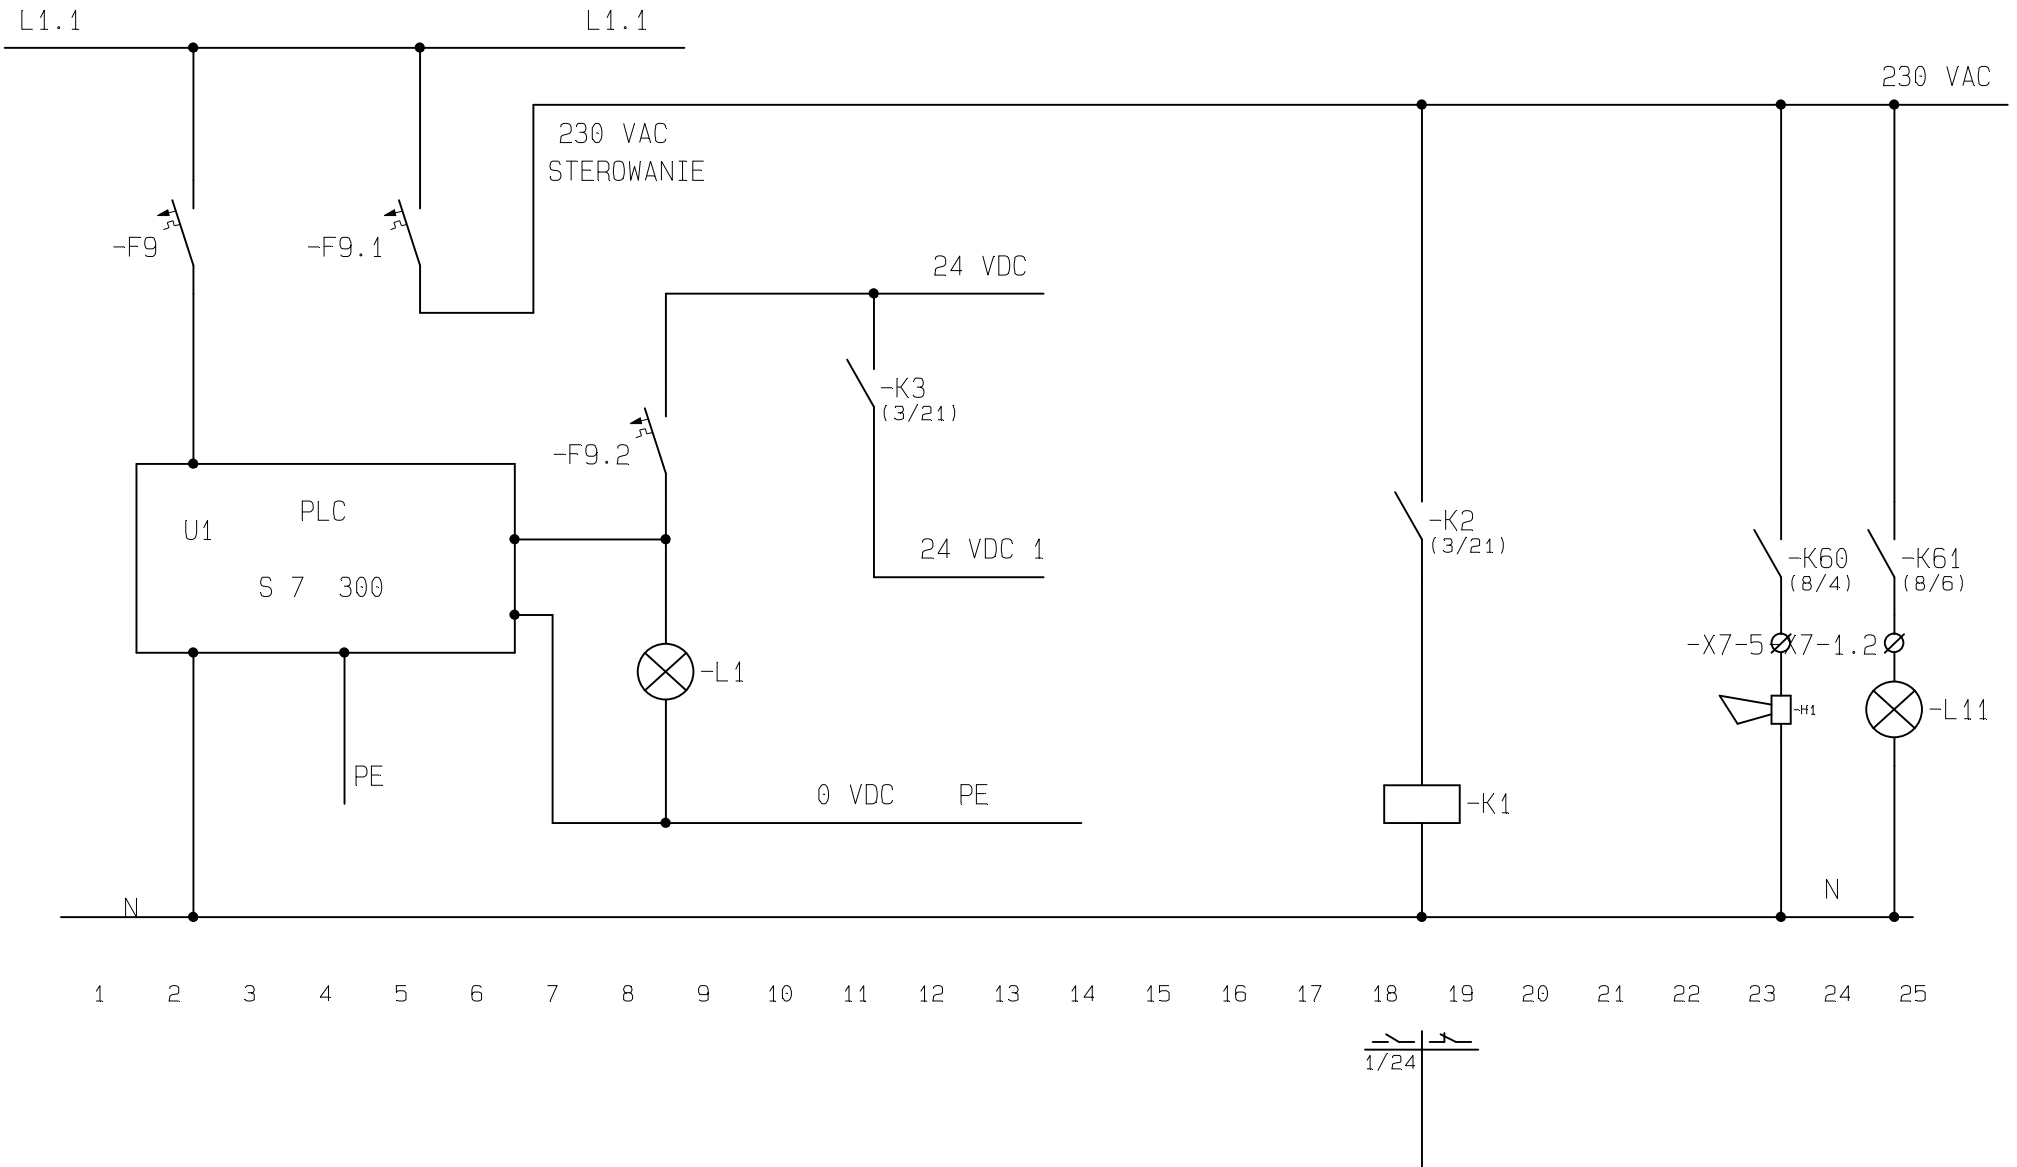 L1.1
L1.1
230 VAC
230 VAC
STEROWANIE
-F9
-F9.1
24 VDC
-K3
(3/21)
-F9.2
PLC
U1
S 7 300
24 VDC 1
-K2
(3/21)
-K60
(8/4)
-K61
(8/6)
-X7-5
-X7-1.2
-L1
-H1
-L11
PE
0 VDC PE
-K1
N
N
1 2 3 4 5 6 7 8 9 10 11 12 13 14 15 16 17 18 19 20 21 22 23 24 25
1/24